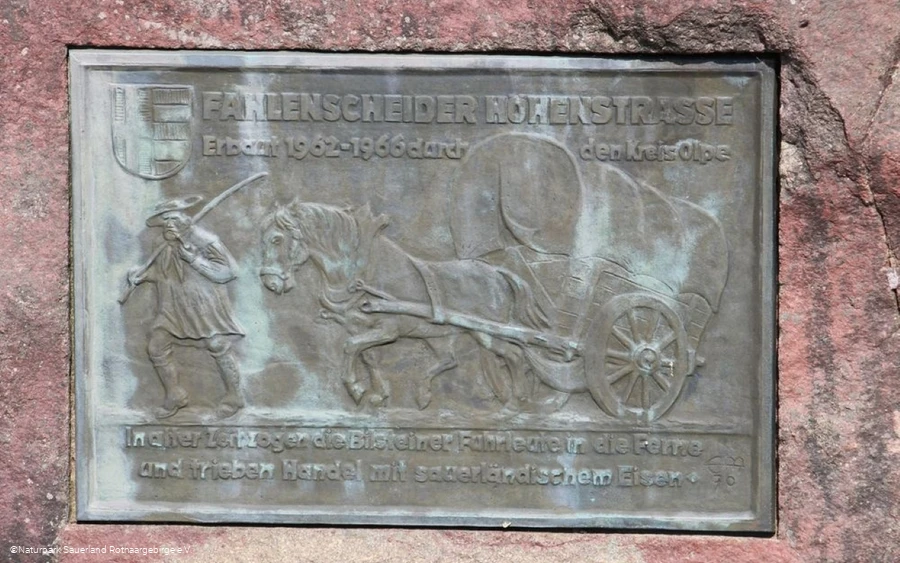 FAHLENSCHEIDER HÖHENSTRASSE
Erbaut 1962-1966 durch den Kreis Olpe
In alter Zeit zogen die Bilsteiner Fuhrleute in die Ferne
und trieben Handel mit sauerländischem Eisen
©Naturpark Sauerland Rothaargebirge e.V.